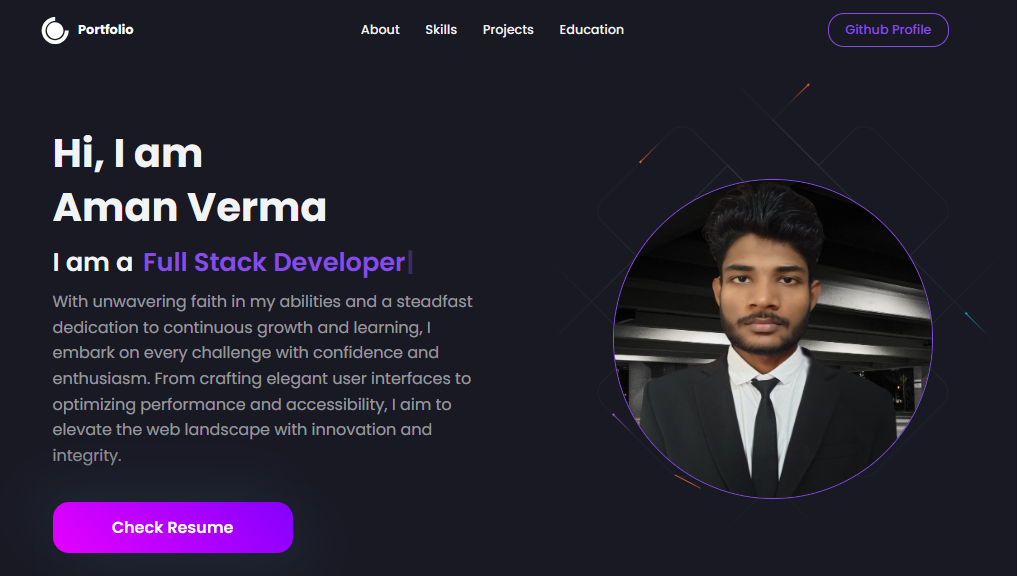 Portfolio
About Skills Projects Education
Github Profile
Hi, I am
Aman Verma
I am a Full Stack Developer|
With unwavering faith in my abilities and a steadfast
dedication to continuous growth and learning, I
embark on every challenge with confidence and
enthusiasm. From crafting elegant user interfaces to
optimizing performance and accessibility, I aim to
elevate the web landscape with innovation and
integrity.
Check Resume